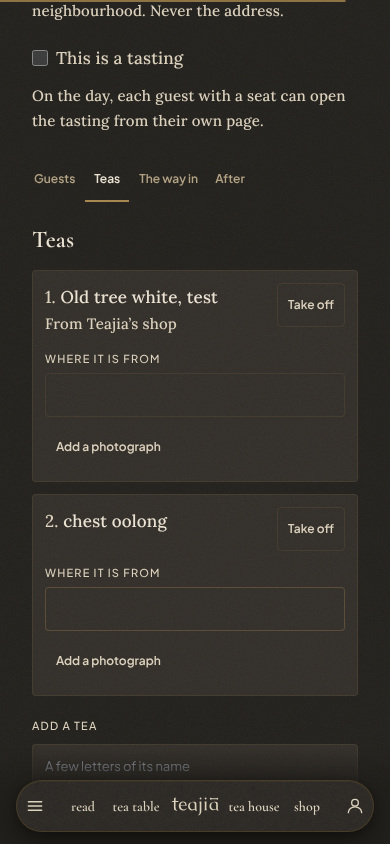 neighbourhood. Never the address.
This is a tasting
On the day, each guest with a seat can open
the tasting from their own page.
Guests Teas The way in After
Teas
1. Old tree white, test
Take off
From Teajia’s shop
WHERE IT IS FROM
Add a photograph
2. chest oolong
Take off
WHERE IT IS FROM
Add a photograph
ADD A TEA
A few letters of its name
read tea table teajiā tea house shop